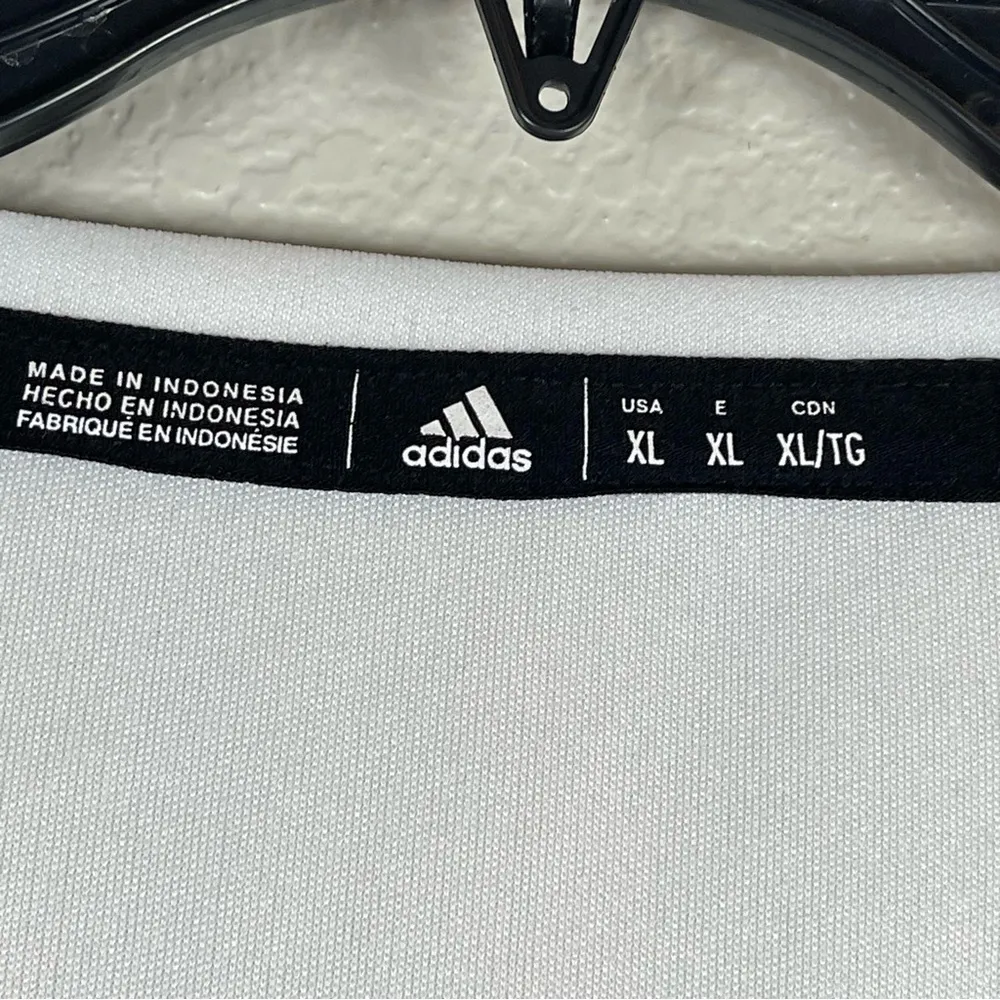 MADE IN INDONESIA
HECHO EN INDONESIA
FABRIQUÉ EN INDONÉSIE
adidas
USA E CDN
XL XL XL/TG